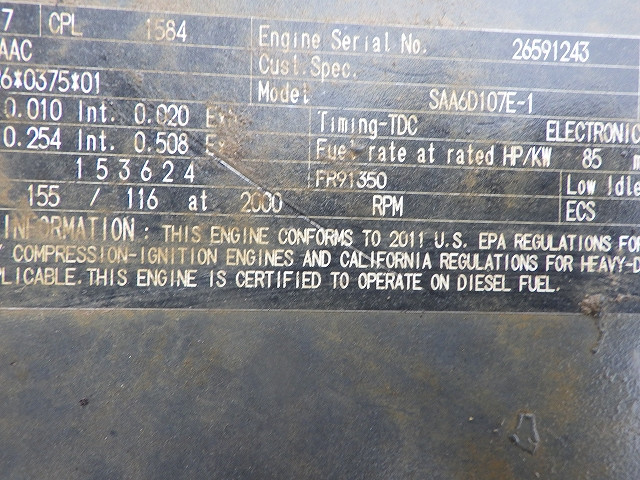 7 CPL 1584 Engine Serial No. 26591243
AAC Cust.Spec.
6*0375*01 Model SAA6D107E-1
0.010 Int. 0.020 Timing-TDC ELECTRONIC
0.254 Int. 0.508 Fuel rate at rated HP/KW 85 m
153624 FR91350 Low Idle
155 / 116 at 2000 RPM ECS
INFORMATION : THIS ENGINE CONFORMS TO 2011 U.S. EPA REGULATIONS FOR
Y COMPRESSION-IGNITION ENGINES AND CALIFORNIA REGULATIONS FOR HEAVY-D
PLICABLE. THIS ENGINE IS CERTIFIED TO OPERATE ON DIESEL FUEL.